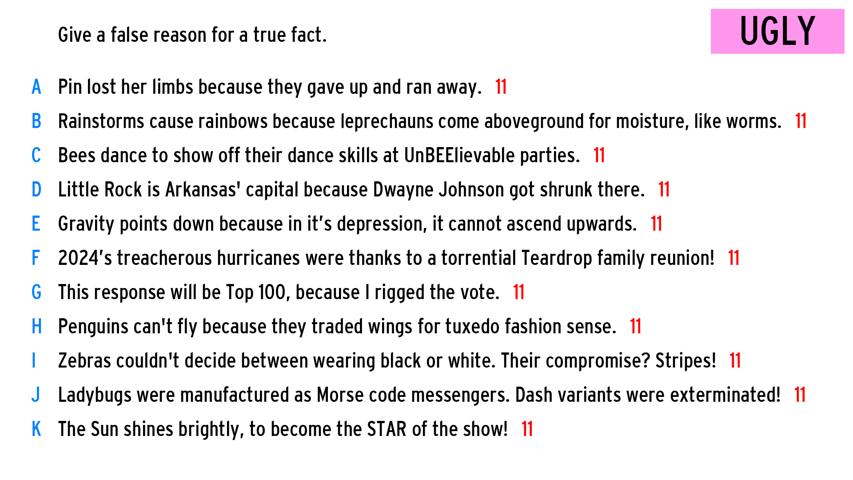 Give a false reason for a true fact.
UGLY
A Pin lost her limbs because they gave up and ran away. 11
B Rainstorms cause rainbows because leprechauns come aboveground for moisture, like worms. 11
C Bees dance to show off their dance skills at UnBEElievable parties. 11
D Little Rock is Arkansas' capital because Dwayne Johnson got shrunk there. 11
E Gravity points down because in it's depression, it cannot ascend upwards. 11
F 2024's treacherous hurricanes were thanks to a torrential Teardrop family reunion! 11
G This response will be Top 100, because I rigged the vote. 11
H Penguins can't fly because they traded wings for tuxedo fashion sense. 11
I Zebras couldn't decide between wearing black or white. Their compromise? Stripes! 11
J Ladybugs were manufactured as Morse code messengers. Dash variants were exterminated! 11
K The Sun shines brightly, to become the STAR of the show! 11